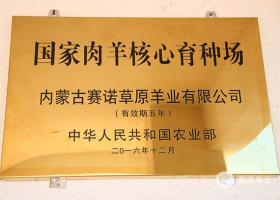 国家肉羊核心育种场
内蒙古赛诺草原羊业有限公司
(有效期五年)
中华人民共和国农业部
二〇一六年十二月